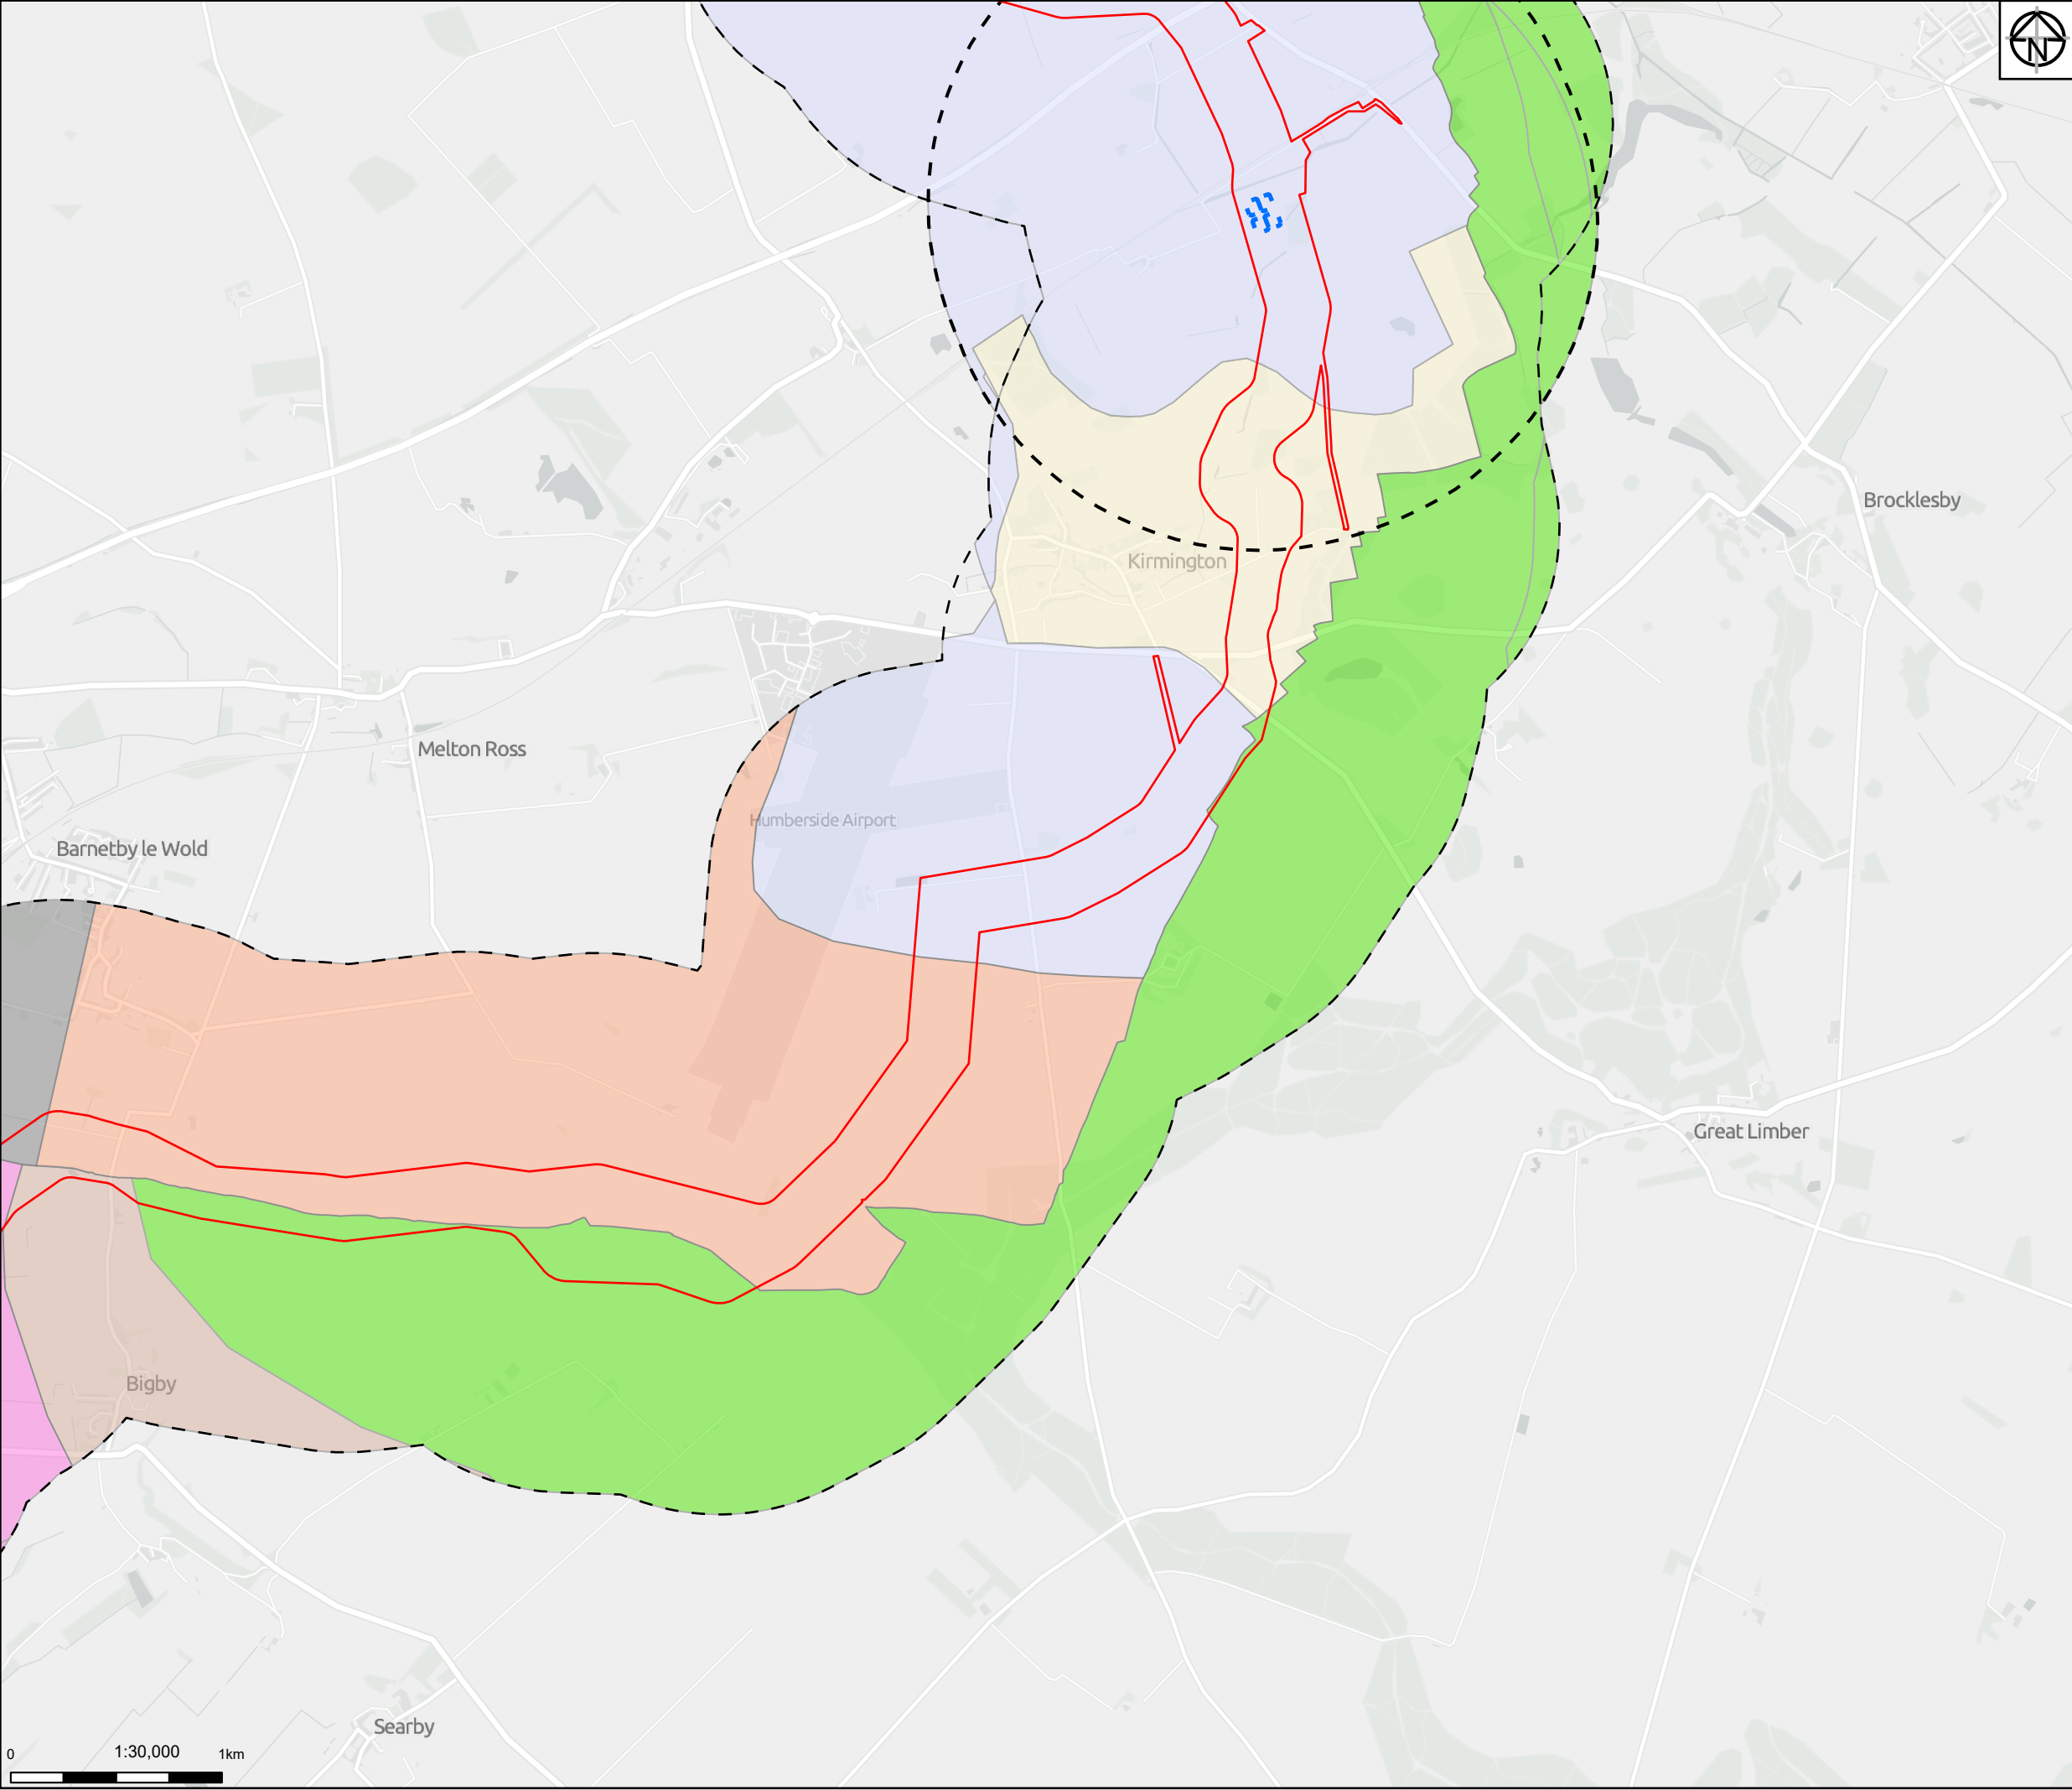 N
Brocklesby
Kirmington
Melton Ross
Humberside Airport
Barnetby le Wold
Great Limber
Bigby
Searby
0 1:30,000 1km